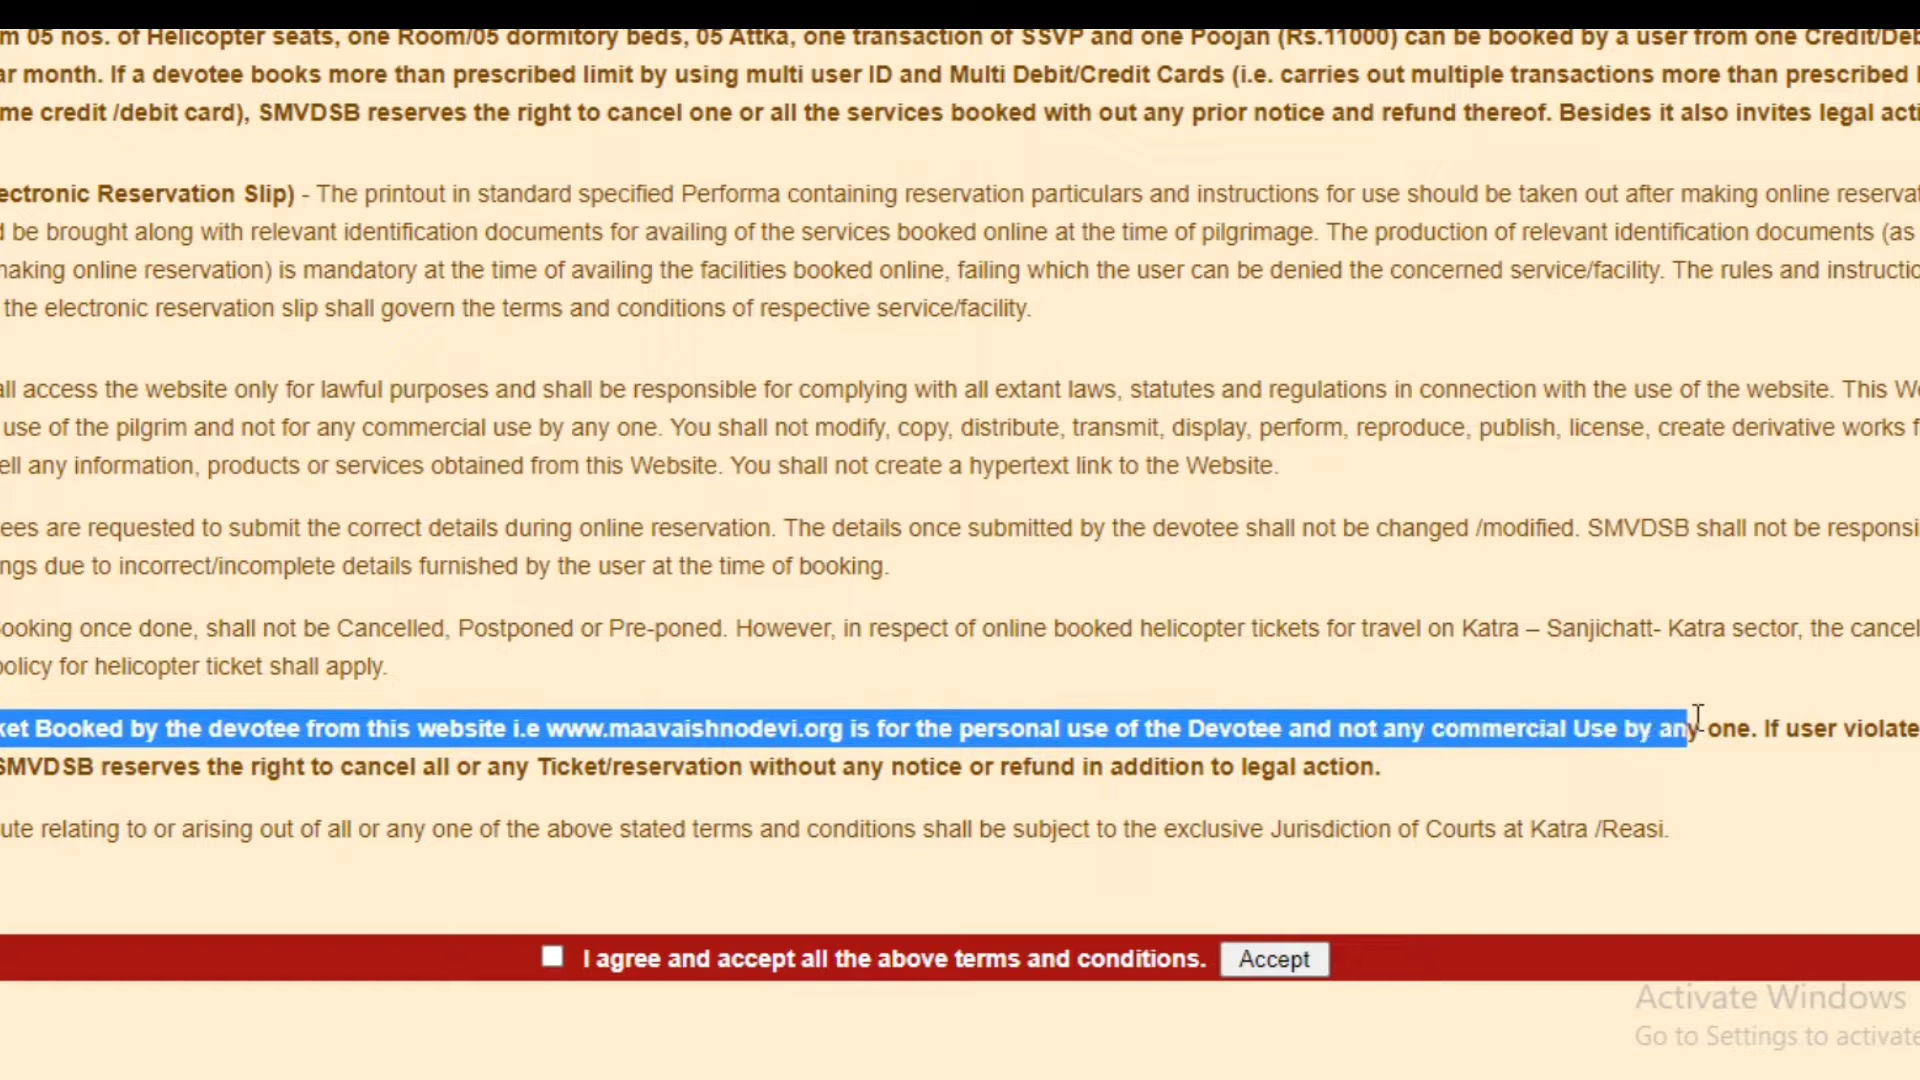 m 05 nos. of Helicopter seats, one Room/05 dormitory beds, 05 Attka, one transaction of SSVP and one Poojan (Rs.11000) can be booked by a user from one Credit/Deb
ar month. If a devotee books more than prescribed limit by using multi user ID and Multi Debit/Credit Cards (i.e. carries out multiple transactions more than prescribed
me credit /debit card), SMVDSB reserves the right to cancel one or all the services booked with out any prior notice and refund thereof. Besides it also invites legal acti
ectronic Reservation Slip) - The printout in standard specified Performa containing reservation particulars and instructions for use should be taken out after making online reservat
d be brought along with relevant identification documents for availing of the services booked online at the time of pilgrimage. The production of relevant identification documents (as
making online reservation) is mandatory at the time of availing the facilities booked online, failing which the user can be denied the concerned service/facility. The rules and instructio
the electronic reservation slip shall govern the terms and conditions of respective service/facility.
all access the website only for lawful purposes and shall be responsible for complying with all extant laws, statutes and regulations in connection with the use of the website. This We
use of the pilgrim and not for any commercial use by any one. You shall not modify, copy, distribute, transmit, display, perform, reproduce, publish, license, create derivative works f
ell any information, products or services obtained from this Website. You shall not create a hypertext link to the Website.
ees are requested to submit the correct details during online reservation. The details once submitted by the devotee shall not be changed /modified. SMVDSB shall not be responsi
ngs due to incorrect/incomplete details furnished by the user at the time of booking.
ooking once done, shall not be Cancelled, Postponed or Pre-poned. However, in respect of online booked helicopter tickets for travel on Katra – Sanjichatt- Katra sector, the cancel
policy for helicopter ticket shall apply.
ket Booked by the devotee from this website i.e www.maavaishnodevi.org is for the personal use of the Devotee and not any commercial Use by any one. If user violate
SMVDSB reserves the right to cancel all or any Ticket/reservation without any notice or refund in addition to legal action.
ute relating to or arising out of all or any one of the above stated terms and conditions shall be subject to the exclusive Jurisdiction of Courts at Katra /Reasi.
I agree and accept all the above terms and conditions. Accept
Activate Windows
Go to Settings to activate